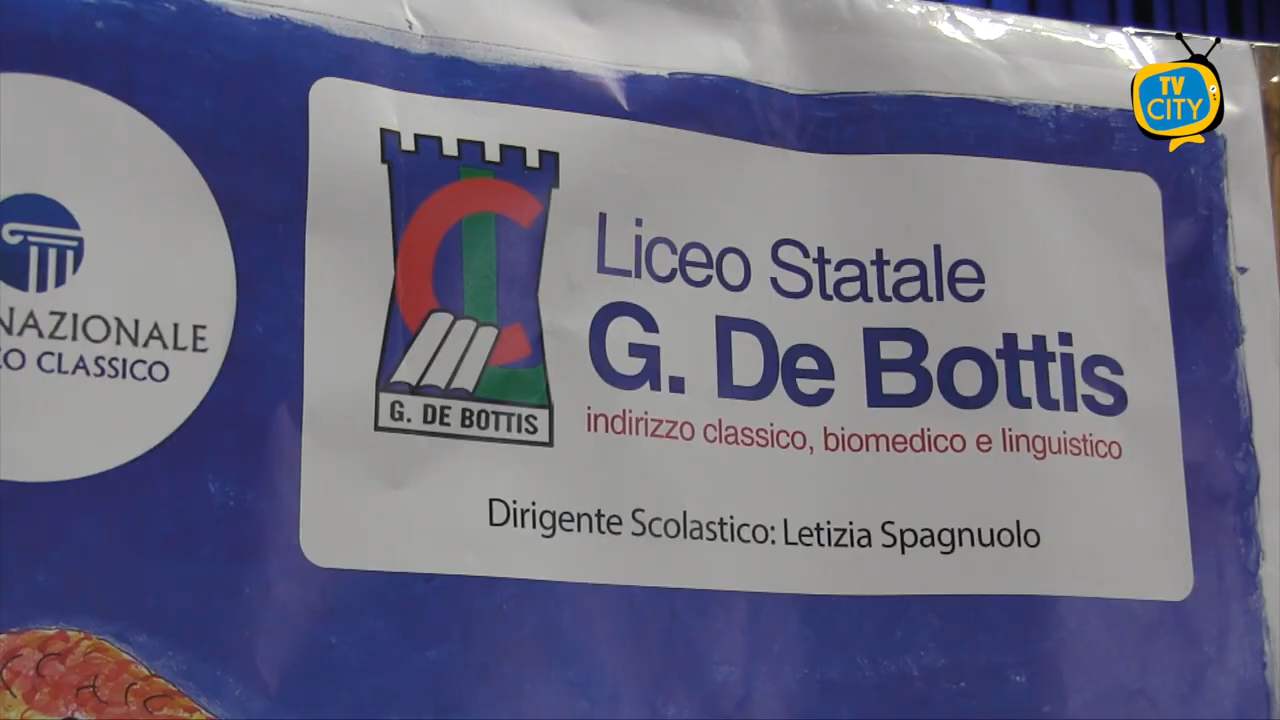 TV
CITY
NAZIONALE
CLASSICO
Liceo Statale
G. De Bottis
indirizzo classico, biomedico e linguistico
G. DE BOTTIS
Dirigente Scolastico: Letizia Spagnuolo